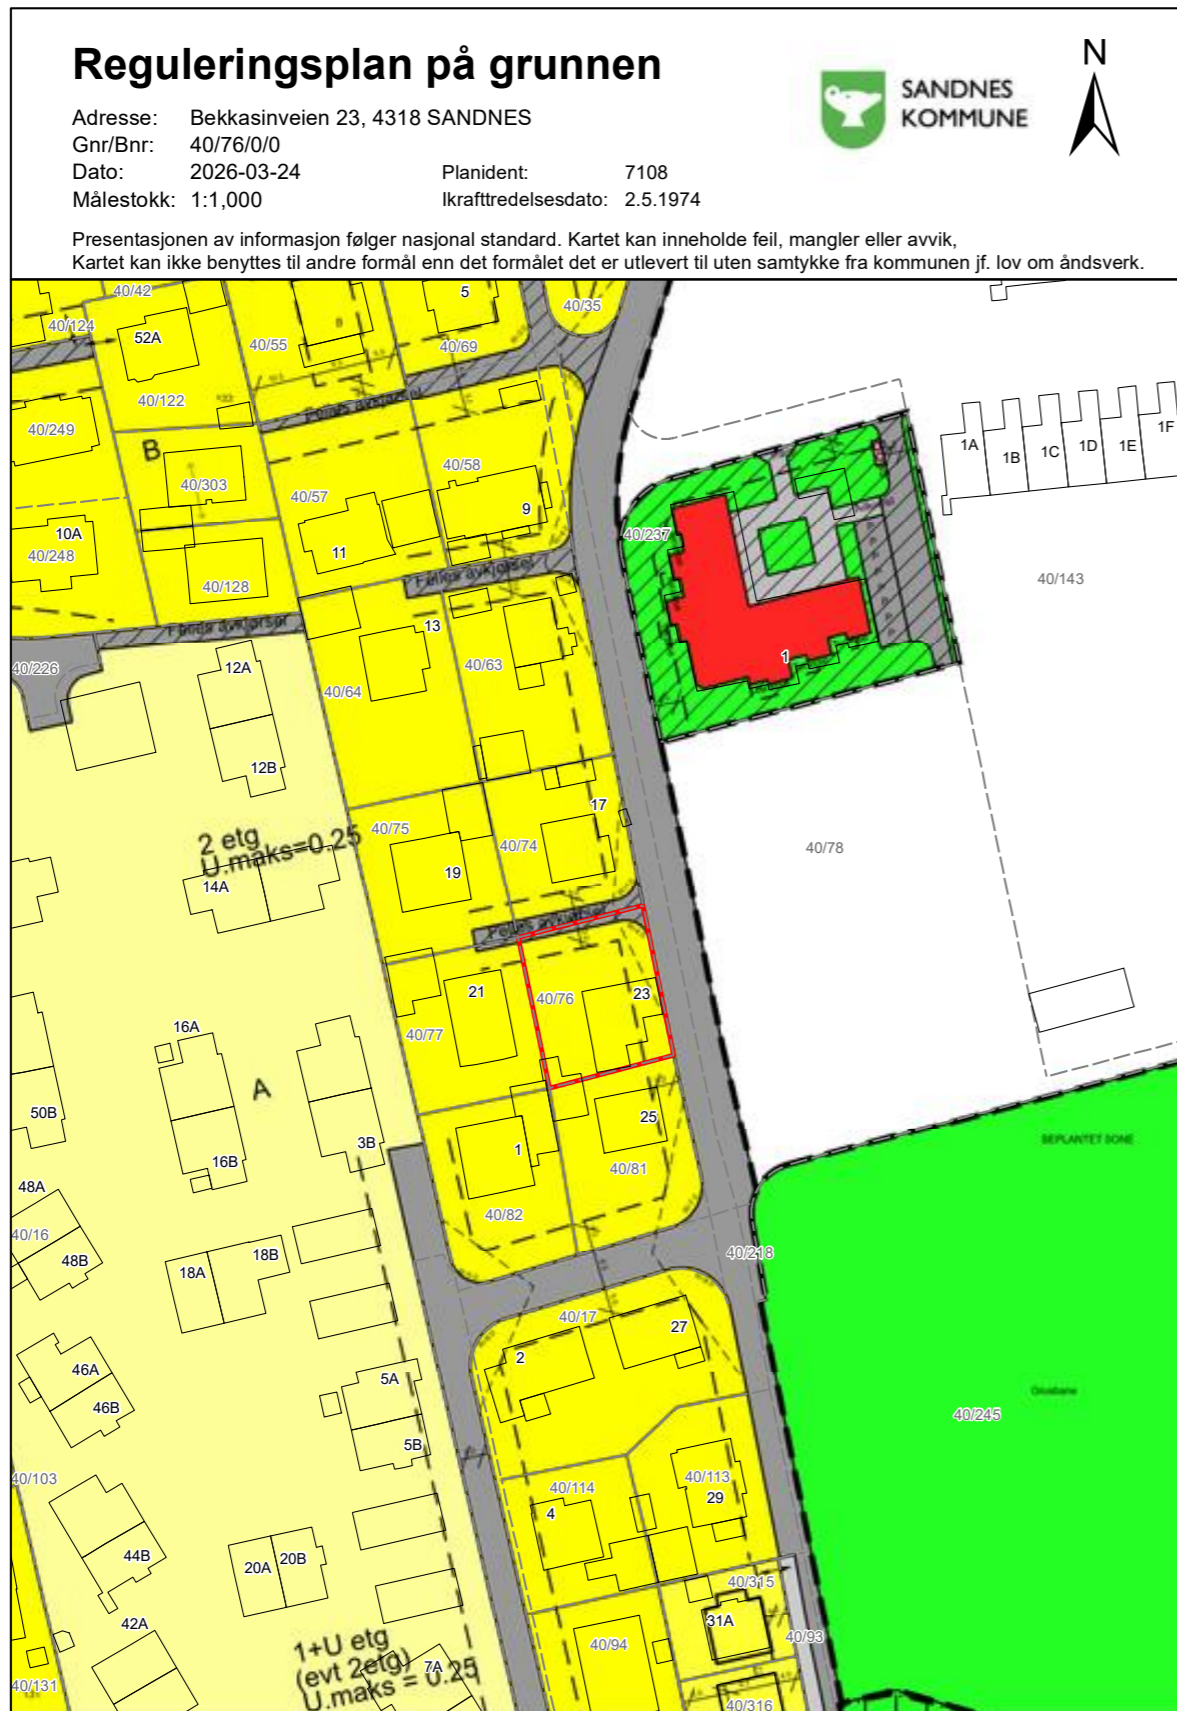 Reguleringsplan på grunnen
Adresse: Bekkasinveien 23, 4318 SANDNES
Gnr/Bnr: 40/76/0/0
Dato: 2026-03-24 Planident: 7108
Målestokk: 1:1,000 Ikrafttredelsesdato: 2.5.1974
SANDNES
KOMMUNE
N
Presentasjonen av informasjon følger nasjonal standard. Kartet kan inneholde feil, mangler eller avvik,
Kartet kan ikke benyttes til andre formål enn det formålet det er utlevert til uten samtykke fra kommunen jf. lov om åndsverk.
40/42
5
40/35
40/124
52A
40/55
40/69
40/122
Felles avkjørsel
1A
1B
1C
1D
1E
1F
40/249
B
40/58
40/303
40/57
9
10A
40/237
40/248
11
40/128
Felles avkjørsel
40/143
Felles avkjørsel
13
40/226
12A
40/63
1
40/64
12B
17
2 etg
U.maks=0.25
40/75
40/74
40/78
14A
19
Felles avkjørsel
21
40/76
23
16A
40/77
A
50B
25
3B
1
BEPLANTET SONE
16B
40/81
48A
40/82
40/16
48B
18A
18B
40/218
40/17
27
2
46A
5A
46B
5B
Grusbane
40/245
40/103
40/114
40/113
4
29
44B
20A
20B
40/315
42A
31A
1+U etg
(evt 2etg)
U.maks = 0.25
40/94
40/93
7A
40/131
40/316